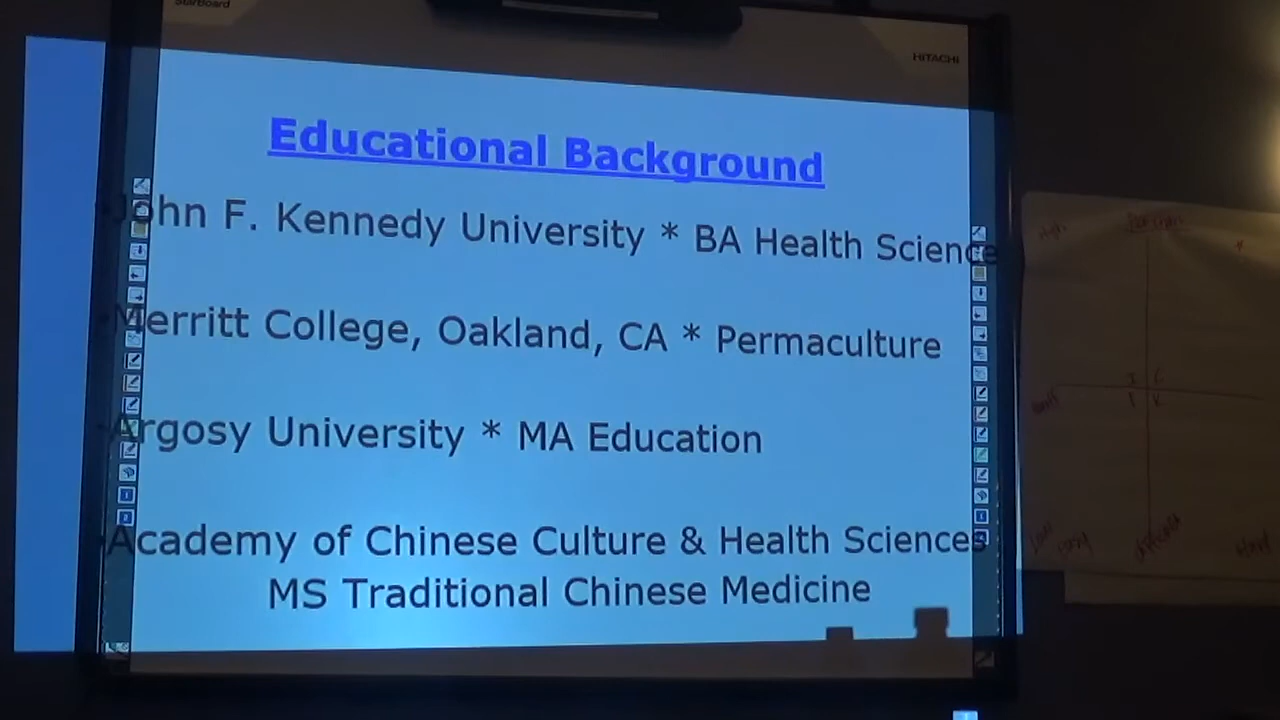 StarBoard
HITACHI
Educational Background
•John F. Kennedy University * BA Health Science
•Merritt College, Oakland, CA * Permaculture
•Argosy University * MA Education
•Academy of Chinese Culture & Health Sciences
MS Traditional Chinese Medicine